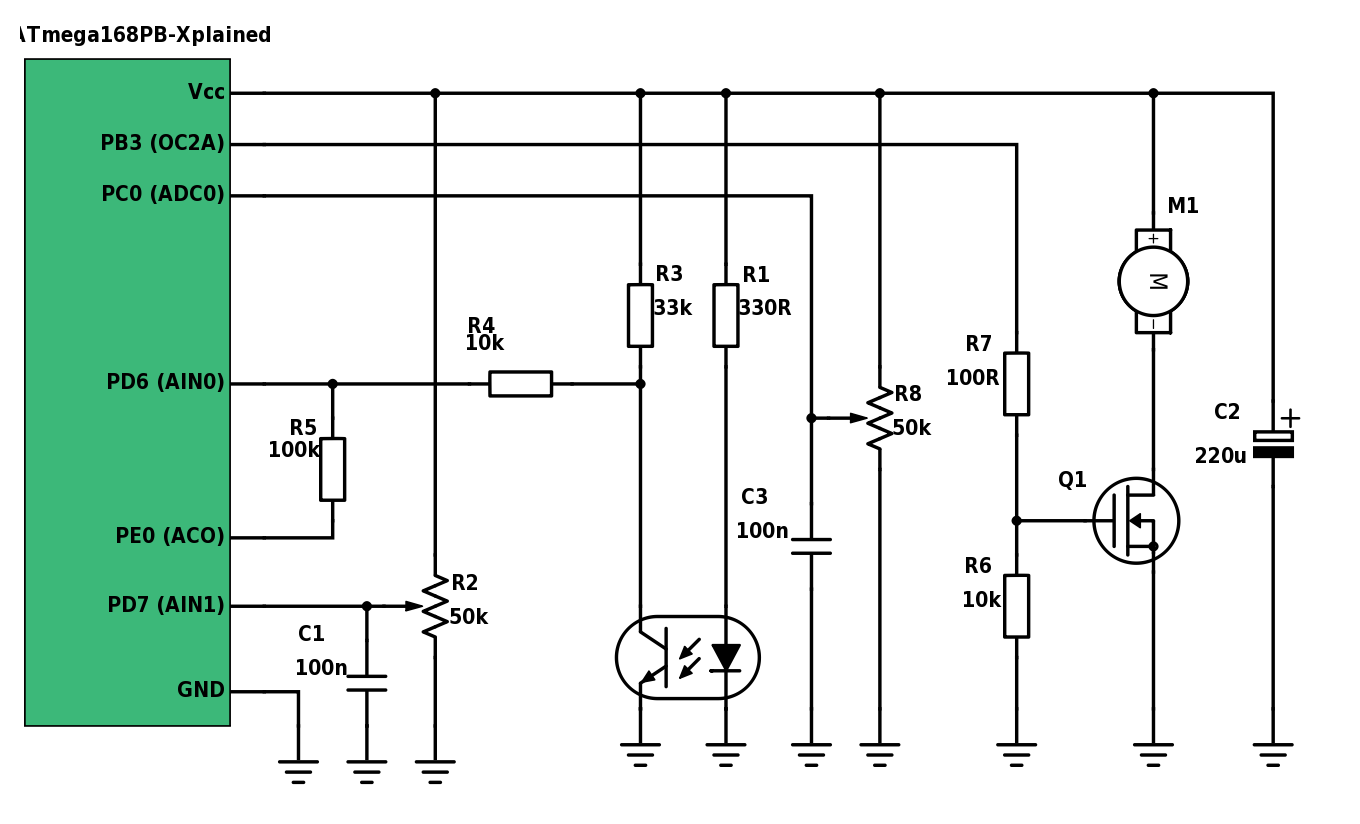 ATmega168PB-Xplained
Vcc
PB3 (OC2A)
PC0 (ADC0)
M1
+
M
−
R3
33k
R1
330R
R4
10k
R7
100R
PD6 (AIN0)
R8
50k
C2
+
220u
R5
100k
Q1
C3
100n
PE0 (ACO)
R6
10k
R2
50k
PD7 (AIN1)
C1
100n
GND